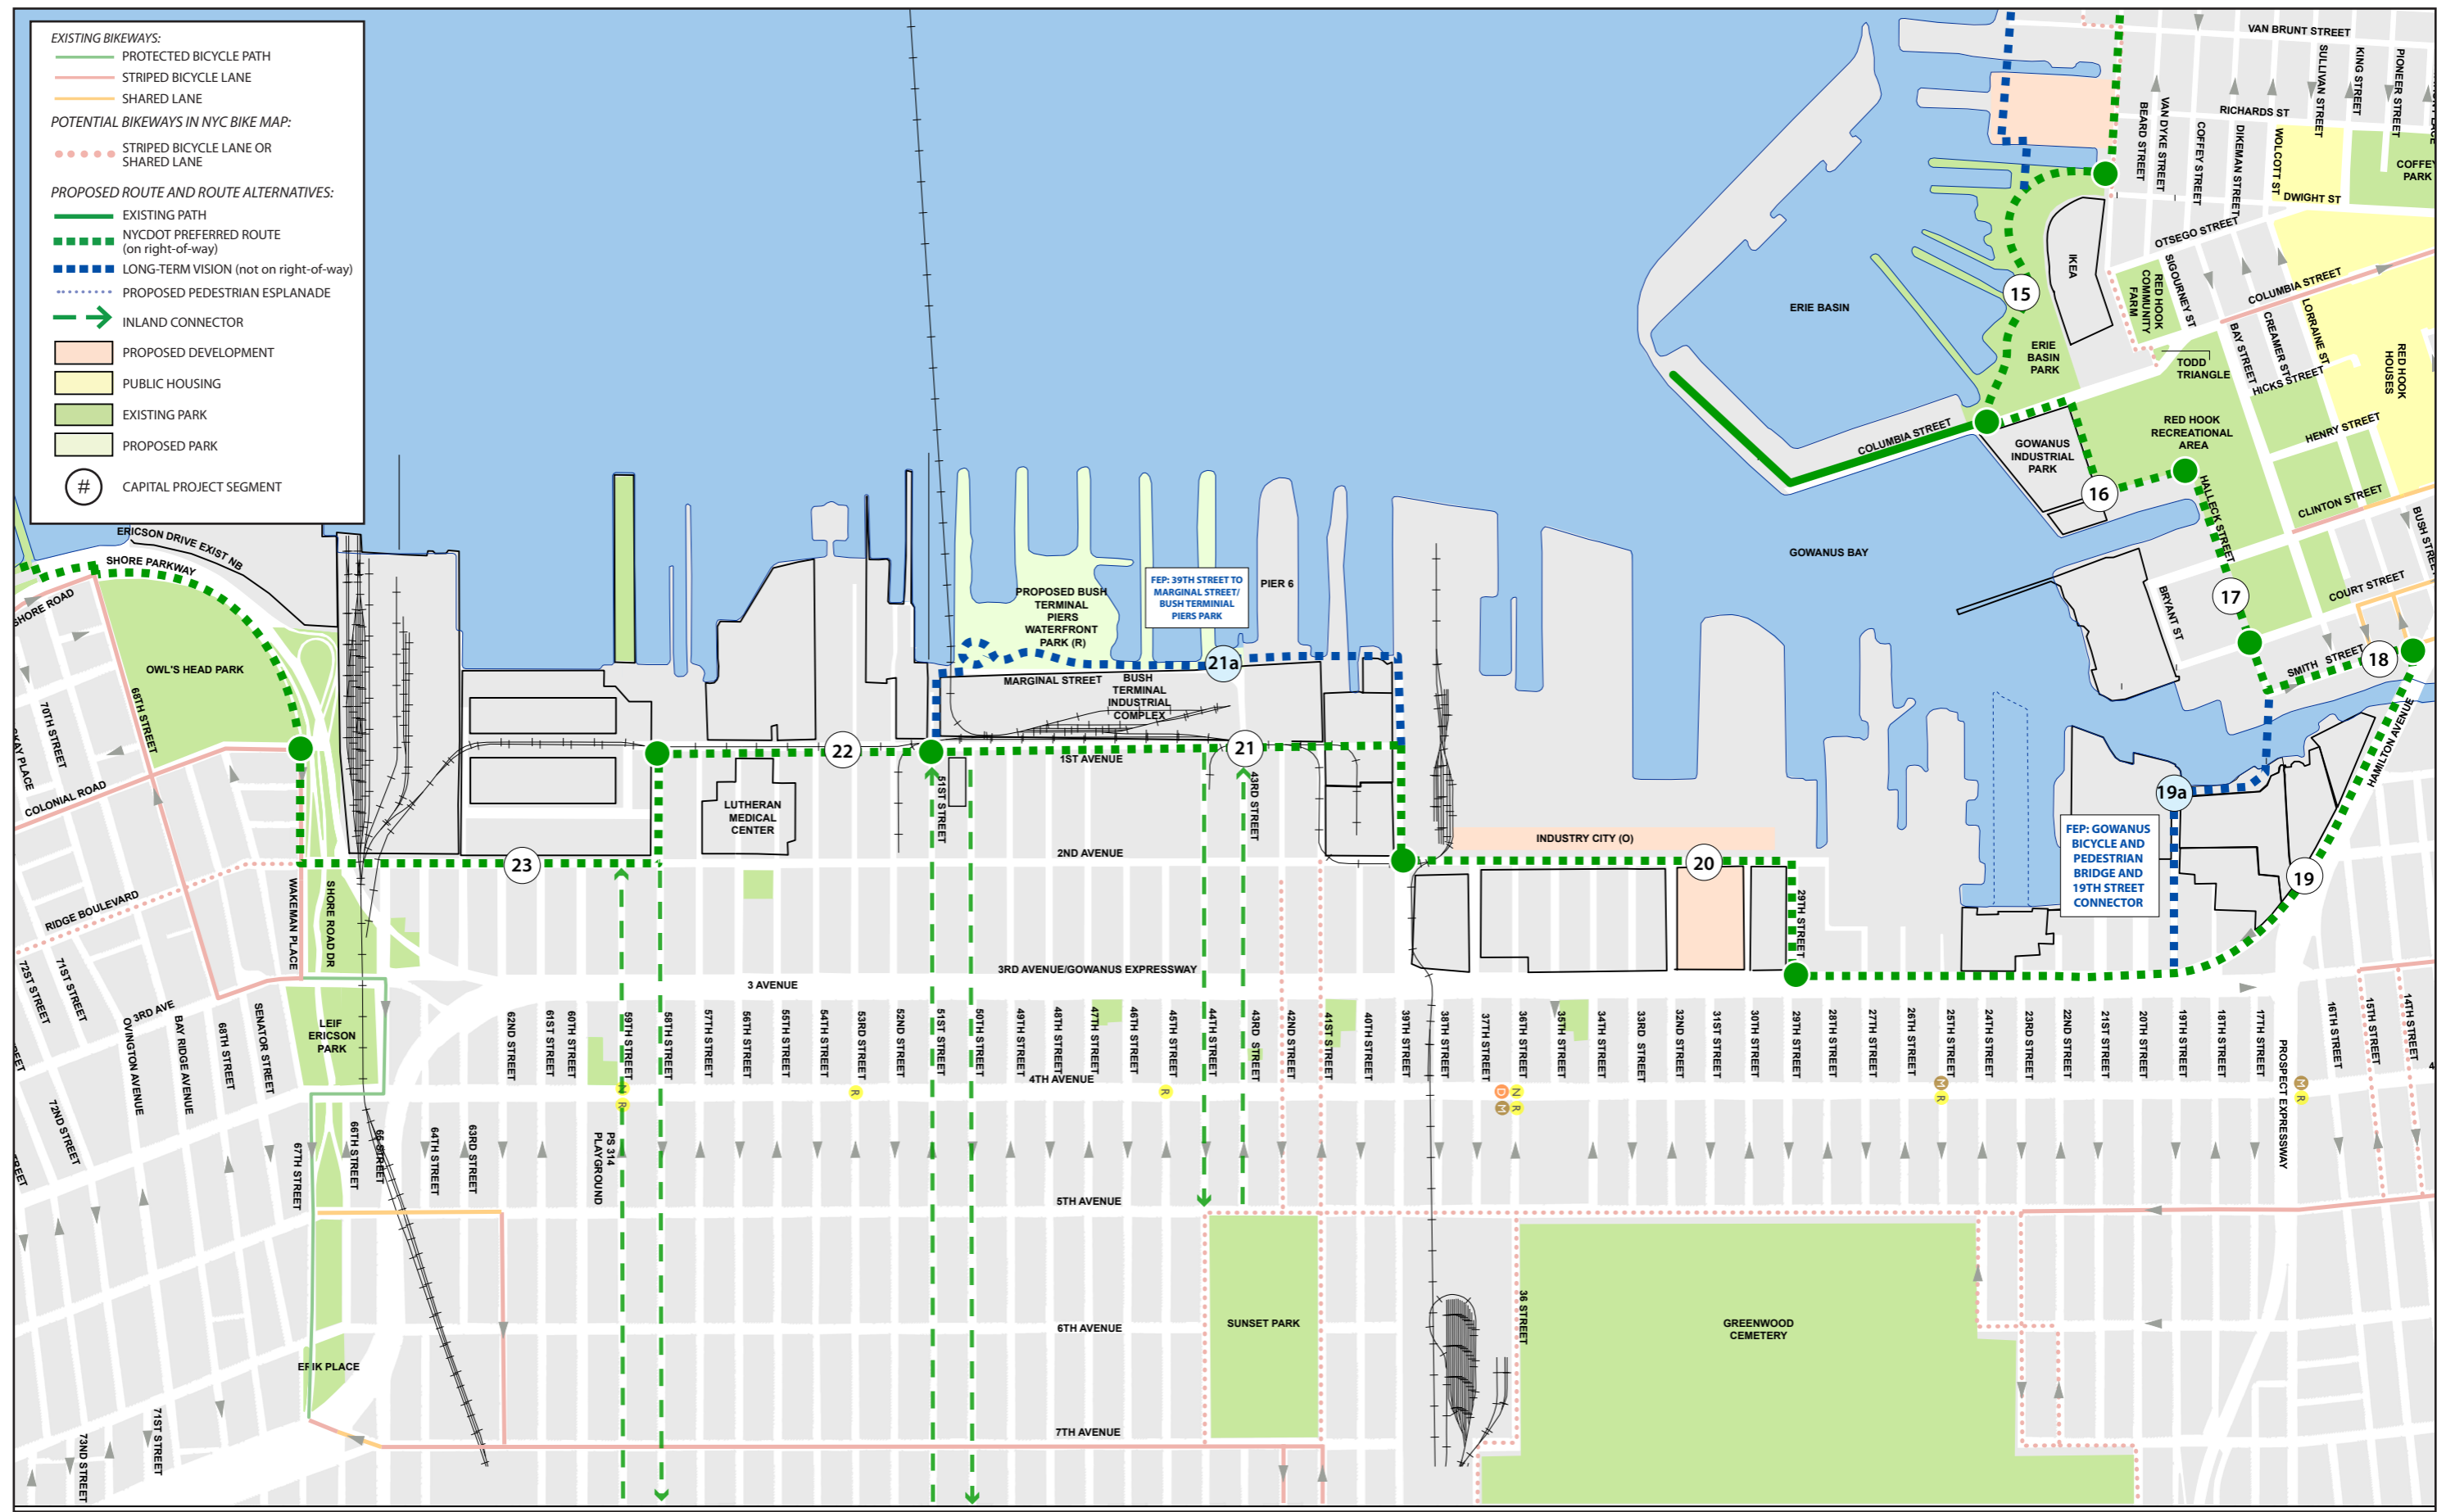 EXISTING BIKEWAYS:
PROTECTED BICYCLE PATH
STRIPED BICYCLE LANE
SHARED LANE
POTENTIAL BIKEWAYS IN NYC BIKE MAP:
STRIPED BICYCLE LANE OR
SHARED LANE
PROPOSED ROUTE AND ROUTE ALTERNATIVES:
EXISTING PATH
NYCDOT PREFERRED ROUTE
(on right-of-way)
LONG-TERM VISION (not on right-of-way)
PROPOSED PEDESTRIAN ESPLANADE
INLAND CONNECTOR
PROPOSED DEVELOPMENT
PUBLIC HOUSING
EXISTING PARK
PROPOSED PARK
#
CAPITAL PROJECT SEGMENT
VAN BRUNT STREET
SULLIVAN STREET
KING STREET
PIONEER STREET
RICHARDS ST
BEARD STREET
VAN DYKE STREET
COFFEY STREET
DIKEMAN STREET
WOLCOTT ST
COFFEY
PARK
DWIGHT ST
OTSEGO STREET
IKEA
SIGOURNEY ST
RED HOOK
COMMUNITY
FARM
COLUMBIA STREET
15
ERIE BASIN
LORRAINE ST
CREAMER ST
BAY STREET
ERIE
BASIN
PARK
TODD
TRIANGLE
HICKS STREET
RED HOOK
HOUSES
COLUMBIA STREET
RED HOOK
RECREATIONAL
AREA
HENRY STREET
GOWANUS
INDUSTRIAL
PARK
16
HALLECK STREET
CLINTON STREET
BUSH STREET
GOWANUS BAY
BRYANT ST
17
COURT STREET
SMITH STREET
18
HAMILTON AVENUE
19a
FEP: GOWANUS
BICYCLE AND
PEDESTRIAN
BRIDGE AND
19TH STREET
CONNECTOR
19
ERICSON DRIVE EXIST NB
SHORE PARKWAY
SHORE ROAD
OWL'S HEAD PARK
68TH STREET
70TH STREET
COLONIAL ROAD
RIDGE BOULEVARD
WAKEMAN PLACE
SHORE ROAD DR
PROPOSED BUSH
TERMINAL
PIERS
WATERFRONT
PARK (R)
FEP: 39TH STREET TO
MARGINAL STREET/
BUSH TERMINIAL
PIERS PARK
PIER 6
21a
MARGINAL STREET
BUSH
TERMINAL
INDUSTRIAL
COMPLEX
22
21
1ST AVENUE
51ST STREET
43RD STREET
LUTHERAN
MEDICAL
CENTER
2ND AVENUE
INDUSTRY CITY (O)
20
23
29TH STREET
3RD AVENUE/GOWANUS EXPRESSWAY
3 AVENUE
72ST STREET
71ST STREET
3RD AVE
OVINGTON AVENUE
BAY RIDGE AVENUE
68TH STREET
SENATOR STREET
LEIF
ERICSON
PARK
62ND STREET
61ST STREET
60TH STREET
59TH STREET
58TH STREET
57TH STREET
56TH STREET
55TH STREET
54TH STREET
53RD STREET
52ND STREET
51ST STREET
50TH STREET
49TH STREET
48TH STREET
47TH STREET
46TH STREET
45TH STREET
44TH STREET
43RD STREET
42ND STREET
41ST STREET
40TH STREET
39TH STREET
38TH STREET
37TH STREET
36TH STREET
35TH STREET
34TH STREET
33RD STREET
32ND STREET
31ST STREET
30TH STREET
29TH STREET
28TH STREET
27TH STREET
26TH STREET
25TH STREET
24TH STREET
23RD STREET
22ND STREET
21ST STREET
20TH STREET
19TH STREET
18TH STREET
17TH STREET
PROSPECT EXPRESSWAY
16TH STREET
15TH STREET
14TH STREET
4TH AVENUE
4
N
R
R
R
D
M
N
R
M
R
M
R
72ND STREET
67TH STREET
66TH STREET
65 STREET
64TH STREET
63RD STREET
PS 314
PLAYGROUND
5TH AVENUE
6TH AVENUE
SUNSET PARK
36 STREET
GREENWOOD
CEMETERY
ERIK PLACE
7TH AVENUE
71ST STREET
73ND STREET